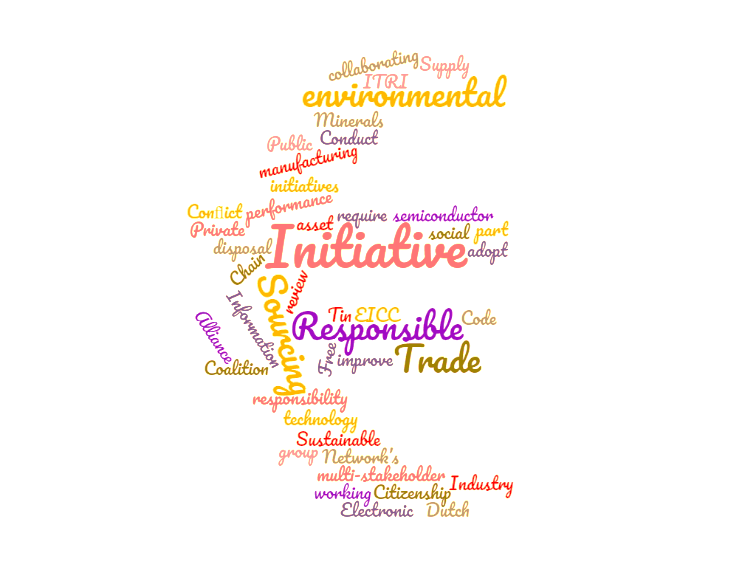 collaborating Supply
ITRI
environmental
Minerals
Public Conduct
manufacturing
initiatives
Conflict performance
Private asset require semiconductor
disposal social part
Initiative adopt
Chain
review
Sourcing
Information
Alliance
Tin EICC Code
Responsible
Free improve Trade
Coalition
responsibility
technology
Sustainable
group Network's
multi-stakeholder Industry
working Citizenship
Electronic Dutch